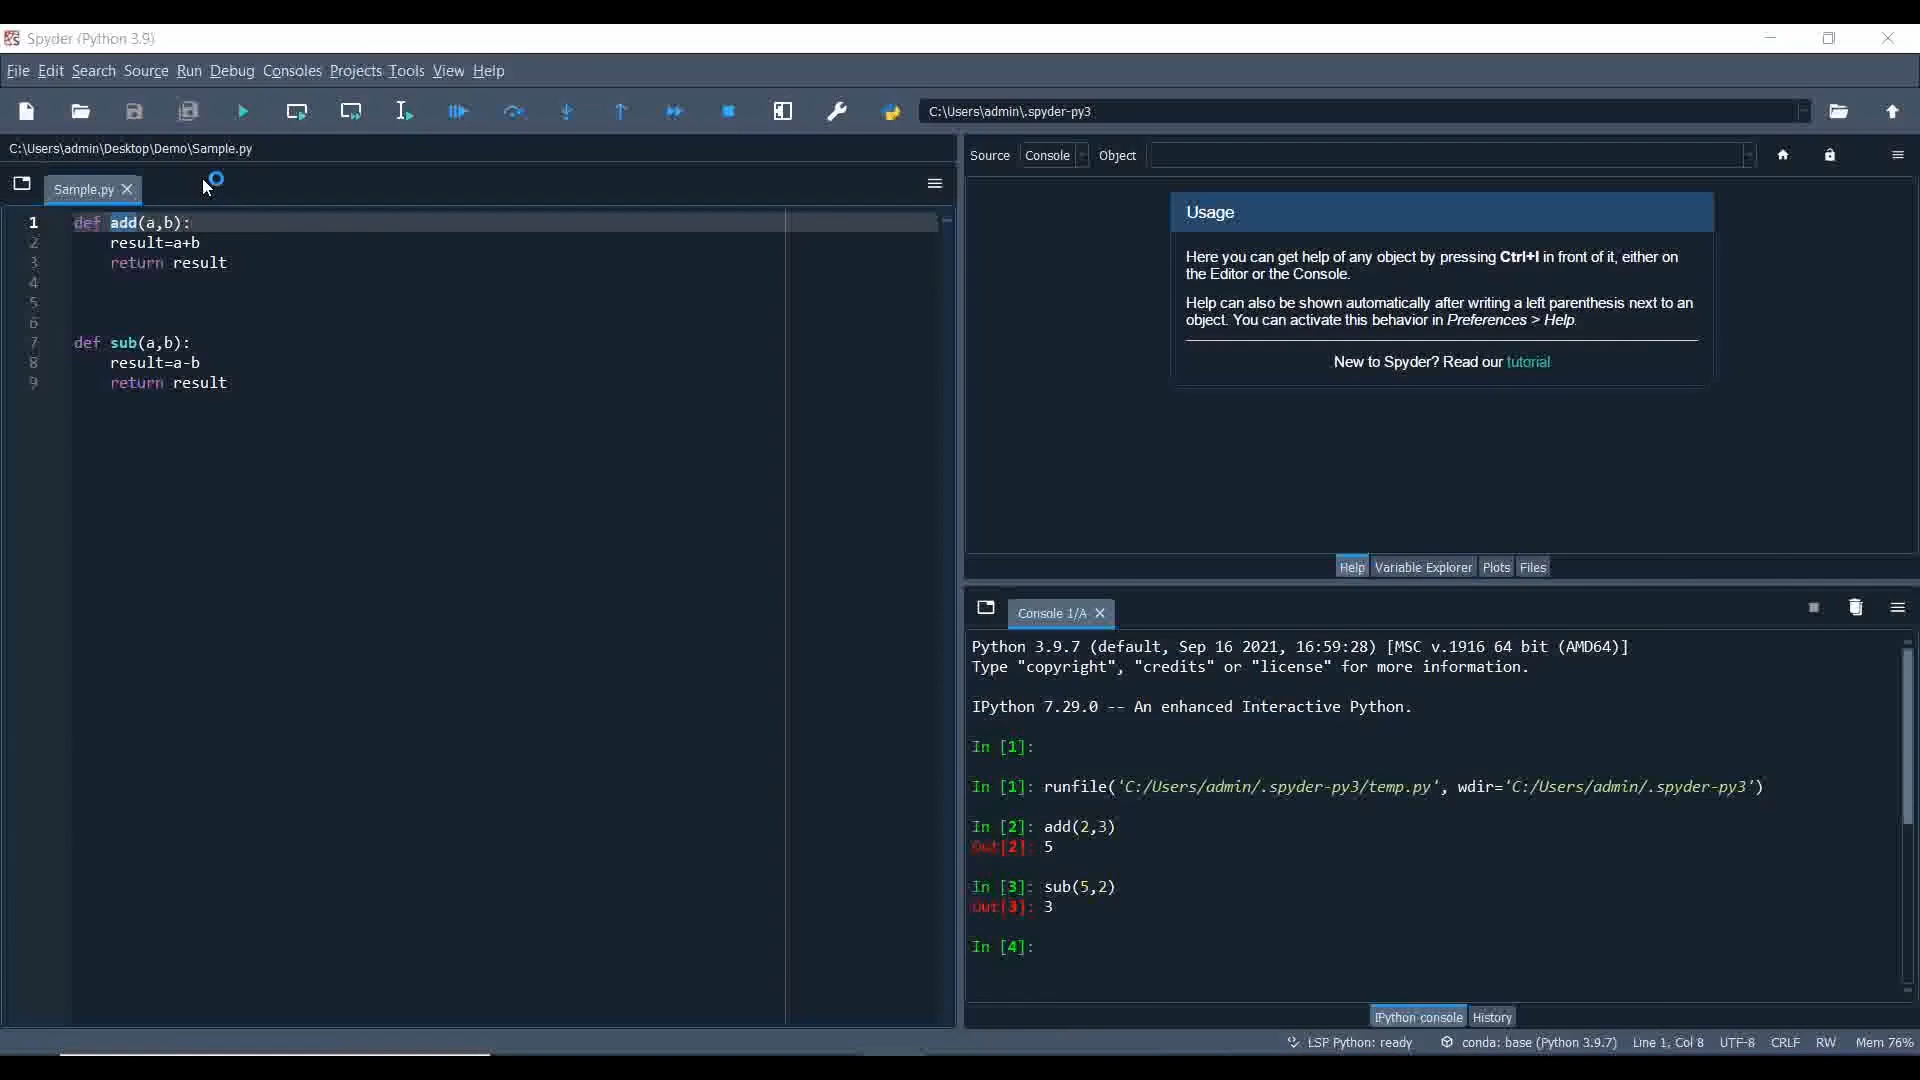 Spyder (Python 3.9)
File Edit Search Source Run Debug Consoles Projects Tools View Help
C:\Users\admin\.spyder-py3
C:\Users\admin\Desktop\Demo\Sample.py
Sample.py
1 def add(a,b):
2 result=a+b
3 return result
4
5
6
7 def sub(a,b):
8 result=a-b
9 return result
Source Console Object
Usage
Here you can get help of any object by pressing Ctrl+I in front of it, either on
the Editor or the Console.
Help can also be shown automatically after writing a left parenthesis next to an
object. You can activate this behavior in Preferences > Help.
New to Spyder? Read our tutorial
Help Variable Explorer Plots Files
Console 1/A
Python 3.9.7 (default, Sep 16 2021, 16:59:28) [MSC v.1916 64 bit (AMD64)]
Type "copyright", "credits" or "license" for more information.
IPython 7.29.0 -- An enhanced Interactive Python.
In [1]:
In [1]: runfile('C:/Users/admin/.spyder-py3/temp.py', wdir='C:/Users/admin/.spyder-py3')
In [2]: add(2,3)
Out[2]: 5
In [3]: sub(5,2)
Out[3]: 3
In [4]:
IPython console History
LSP Python: ready conda: base (Python 3.9.7) Line 1, Col 8 UTF-8 CRLF RW Mem 76%